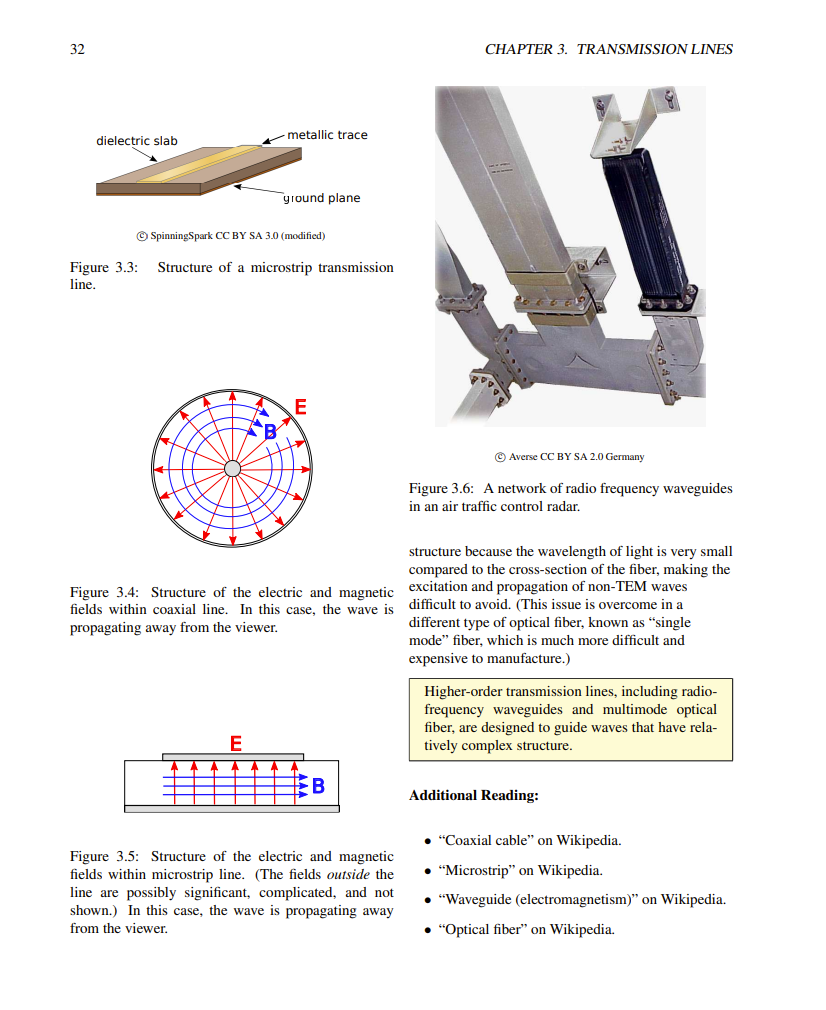 32
CHAPTER 3. TRANSMISSION LINES
dielectric slab
metallic trace
ground plane
© SpinningSpark CC BY SA 3.0 (modified)
Figure 3.3: Structure of a microstrip transmission
line.
E
B
Figure 3.4: Structure of the electric and magnetic
fields within coaxial line. In this case, the wave is
propagating away from the viewer.
E
B
Figure 3.5: Structure of the electric and magnetic
fields within microstrip line. (The fields outside the
line are possibly significant, complicated, and not
shown.) In this case, the wave is propagating away
from the viewer.
© Averse CC BY SA 2.0 Germany
Figure 3.6: A network of radio frequency waveguides
in an air traffic control radar.
structure because the wavelength of light is very small
compared to the cross-section of the fiber, making the
excitation and propagation of non-TEM waves
difficult to avoid. (This issue is overcome in a
different type of optical fiber, known as “single
mode” fiber, which is much more difficult and
expensive to manufacture.)
Higher-order transmission lines, including radio-
frequency waveguides and multimode optical
fiber, are designed to guide waves that have rela-
tively complex structure.
Additional Reading:
• “Coaxial cable” on Wikipedia.
• “Microstrip” on Wikipedia.
• “Waveguide (electromagnetism)” on Wikipedia.
• “Optical fiber” on Wikipedia.